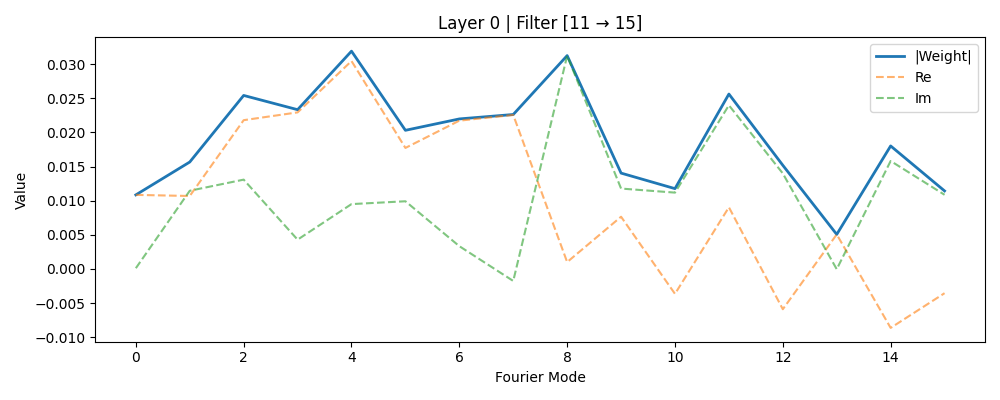 Layer 0 | Filter [11 → 15]
|Weight|
Re
Im
Value
0.030
0.025
0.020
0.015
0.010
0.005
0.000
−0.005
−0.010
0 2 4 6 8 10 12 14
Fourier Mode